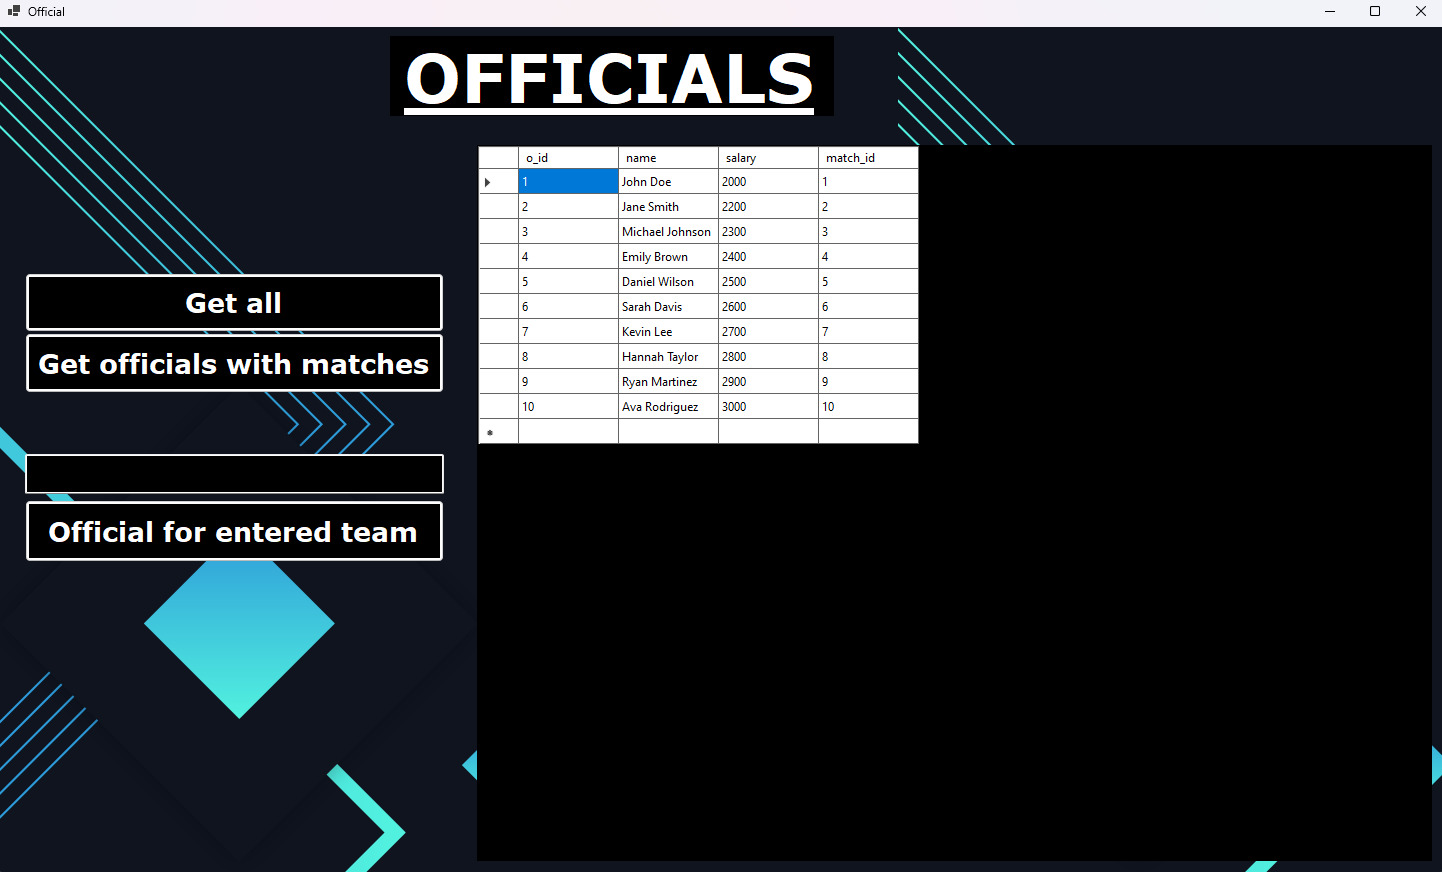 Official
OFFICIALS
Get all
Get officials with matches
Official for entered team
o_id name salary match_id
1 John Doe 2000 1
2 Jane Smith 2200 2
3 Michael Johnson 2300 3
4 Emily Brown 2400 4
5 Daniel Wilson 2500 5
6 Sarah Davis 2600 6
7 Kevin Lee 2700 7
8 Hannah Taylor 2800 8
9 Ryan Martinez 2900 9
10 Ava Rodriguez 3000 10